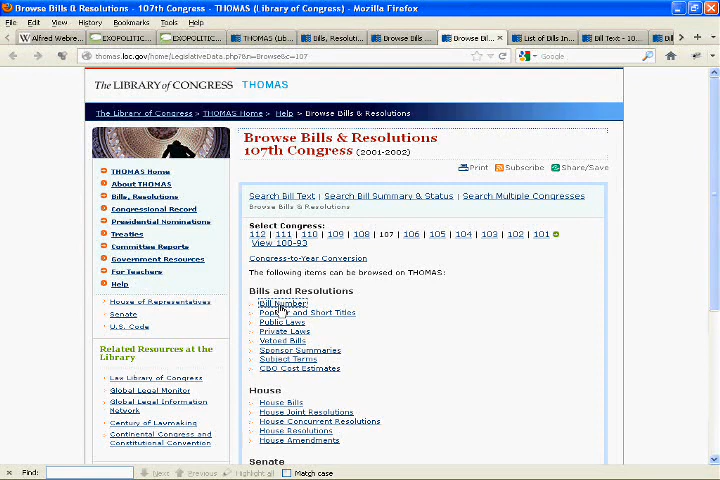 Browse Bills & Resolutions - 107th Congress - THOMAS (Library of Congress) - Mozilla Firefox
File Edit View History Bookmarks Tools Help
Alfred Webre... EXOPOLITIC... EXOPOLITIC... THOMAS (Lib... Bills, Resolu... Browse Bills ... Browse Bi... List of Bills In... Bill Text - 10...
thomas.loc.gov/home/LegislativeData.php?&n=Browse&c=107 Google
THE LIBRARY OF CONGRESS THOMAS
The Library of Congress > THOMAS Home > Help > Browse Bills & Resolutions
Browse Bills & Resolutions
107th Congress (2001-2002)
Print Subscribe Share/Save
THOMAS Home
About THOMAS
Bills, Resolutions
Congressional Record
Presidential Nominations
Treaties
Committee Reports
Government Resources
For Teachers
Help
House of Representatives
Senate
U.S. Code
Related Resources at the
Library
Law Library of Congress
Global Legal Monitor
Global Legal Information
Network
Century of Lawmaking
Continental Congress and
Constitutional Convention
Search Bill Text | Search Bill Summary & Status | Search Multiple Congresses
Browse Bills & Resolutions
Select Congress:
112 | 111 | 110 | 109 | 108 | 107 | 106 | 105 | 104 | 103 | 102 | 101
View 100-93
Congress-to-Year Conversion
The following items can be browsed on THOMAS:
Bills and Resolutions
Bill Number
Popular and Short Titles
Public Laws
Private Laws
Vetoed Bills
Sponsor Summaries
Subject Terms
CBO Cost Estimates
House
House Bills
House Joint Resolutions
House Concurrent Resolutions
House Resolutions
House Amendments
Senate
Find: Next Previous Highlight all Match case